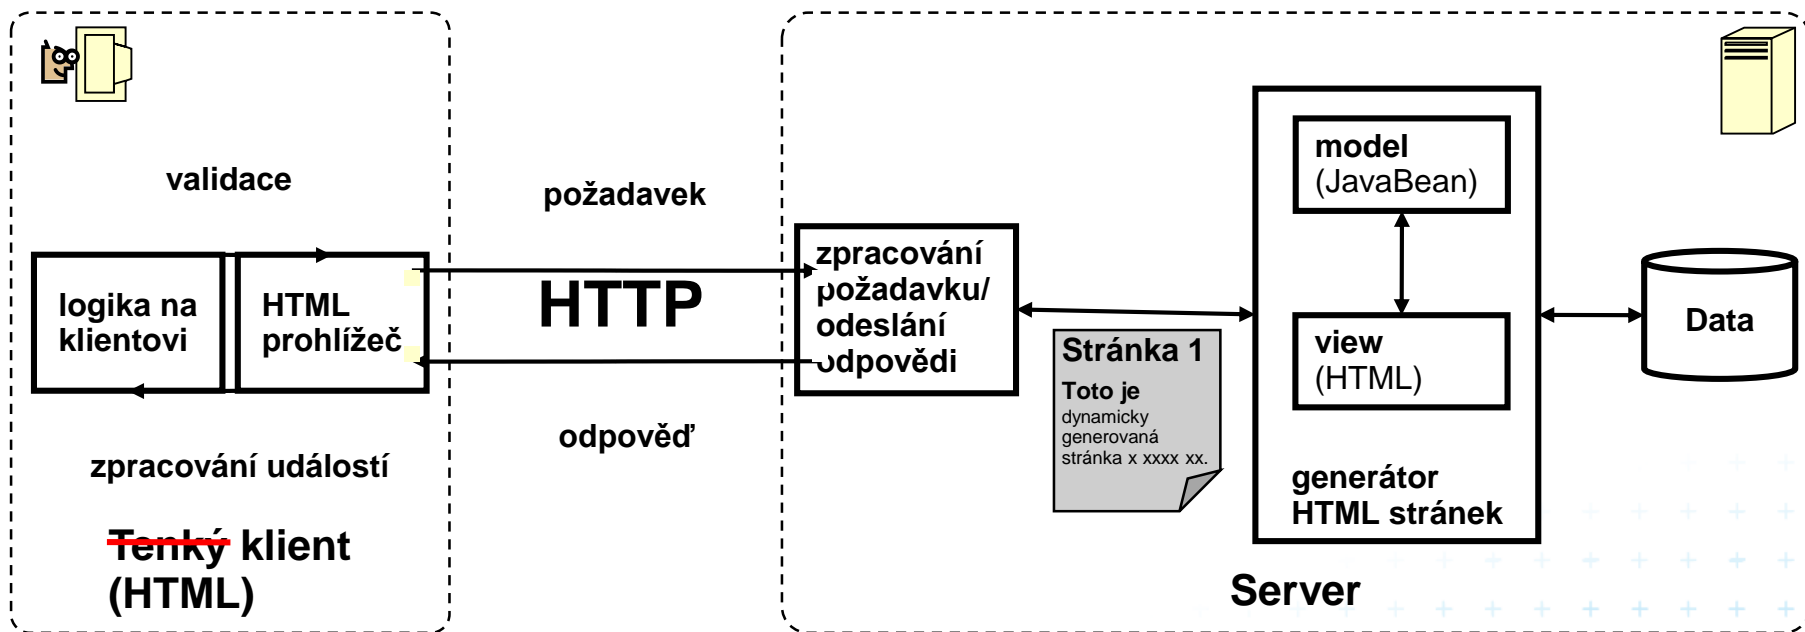 validace
logika na
klientovi
HTML
prohlížeč
zpracování událostí
Tenký klient
(HTML)
požadavek
HTTP
odpověď
zpracování
požadavku/
odeslání
odpovědi
Stránka 1
Toto je
dynamicky
generovaná
stránka x xxxx xx.
model
(JavaBean)
view
(HTML)
generátor
HTML stránek
Data
Server